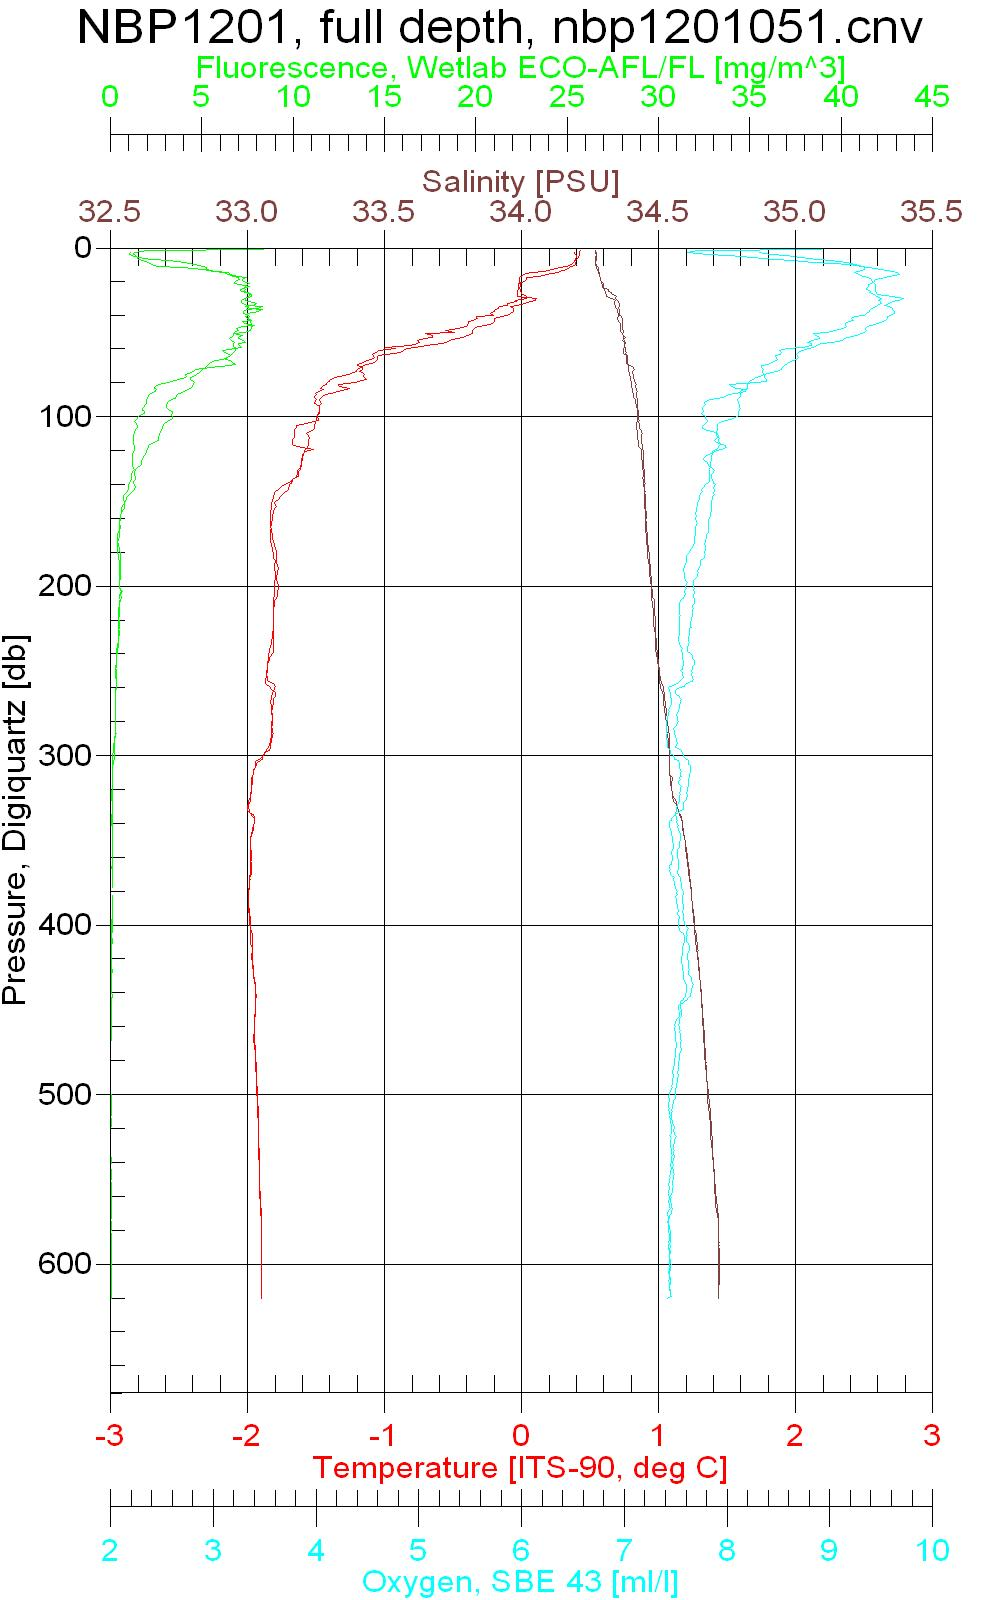 NBP1201, full depth, nbp1201051.cnv
Fluorescence, Wetlab ECO-AFL/FL [mg/m^3]
0 5 10 15 20 25 30 35 40 45
Salinity [PSU]
32.5 33.0 33.5 34.0 34.5 35.0 35.5
0
100
200
300
400
500
600
Pressure, Digiquartz [db]
-3 -2 -1 0 1 2 3
Temperature [ITS-90, deg C]
2 3 4 5 6 7 8 9 10
Oxygen, SBE 43 [ml/l]